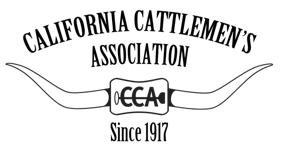 CALIFORNIA CATTLEMEN'S
ASSOCIATION
CCA
Since 1917